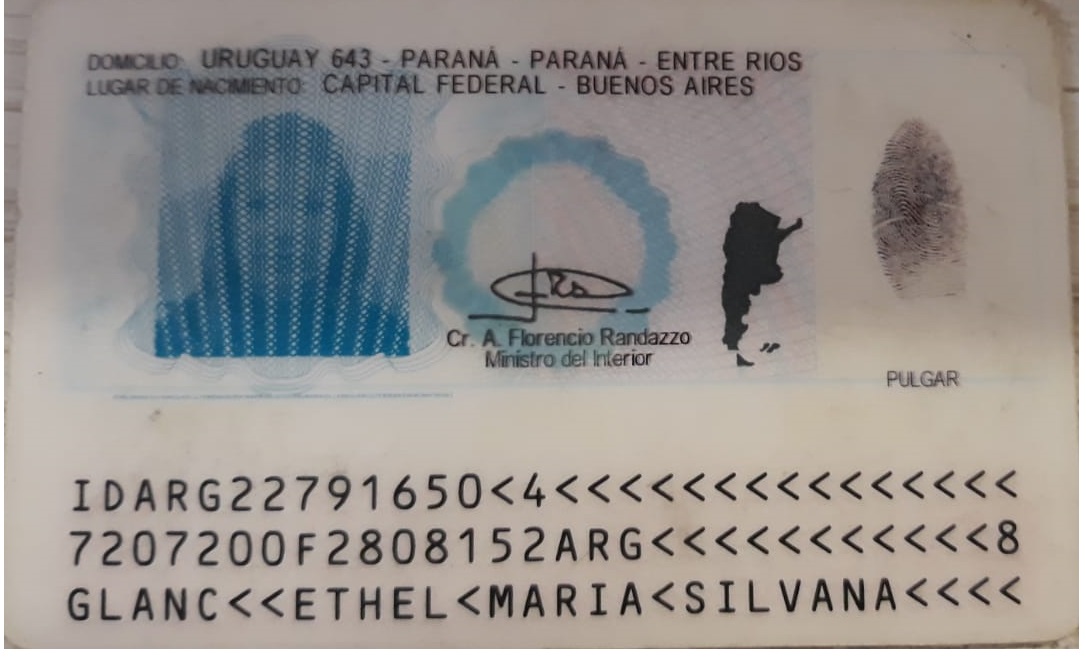 DOMICILIO: URUGUAY 643 - PARANÁ - PARANÁ - ENTRE RIOS
LUGAR DE NACIMIENTO: CAPITAL FEDERAL - BUENOS AIRES
Cr. A. Florencio Randazzo
Ministro del Interior
PULGAR
IDARG22791650<4<<<<<<<<<<<<<<<
7207200F2808152ARG<<<<<<<<<<<8
GLANC<<ETHEL<MARIA<SILVANA<<<<